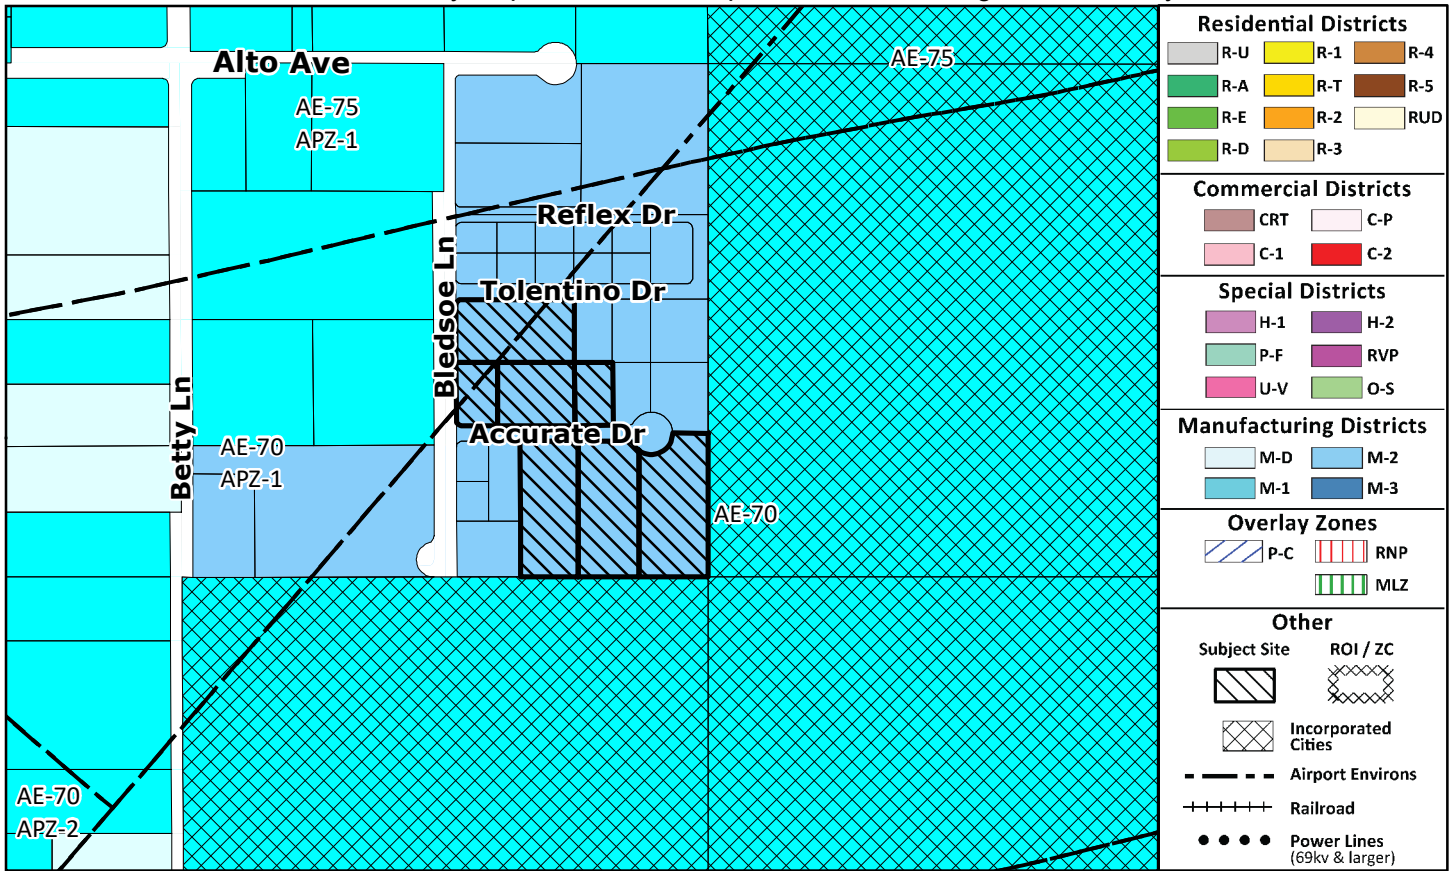 Alto Ave
AE-75
AE-75
APZ-1
Reflex Dr
Tolentino Dr
Bledsoe Ln
Betty Ln
Accurate Dr
AE-70
APZ-1
AE-70
AE-70
APZ-2
Residential Districts
R-U R-1 R-4
R-A R-T R-5
R-E R-2 RUD
R-D R-3
Commercial Districts
CRT C-P
C-1 C-2
Special Districts
H-1 H-2
P-F RVP
U-V O-S
Manufacturing Districts
M-D M-2
M-1 M-3
Overlay Zones
P-C RNP
MLZ
Other
Subject Site ROI / ZC
Incorporated
Cities
Airport Environs
Railroad
Power Lines
(69kv & larger)